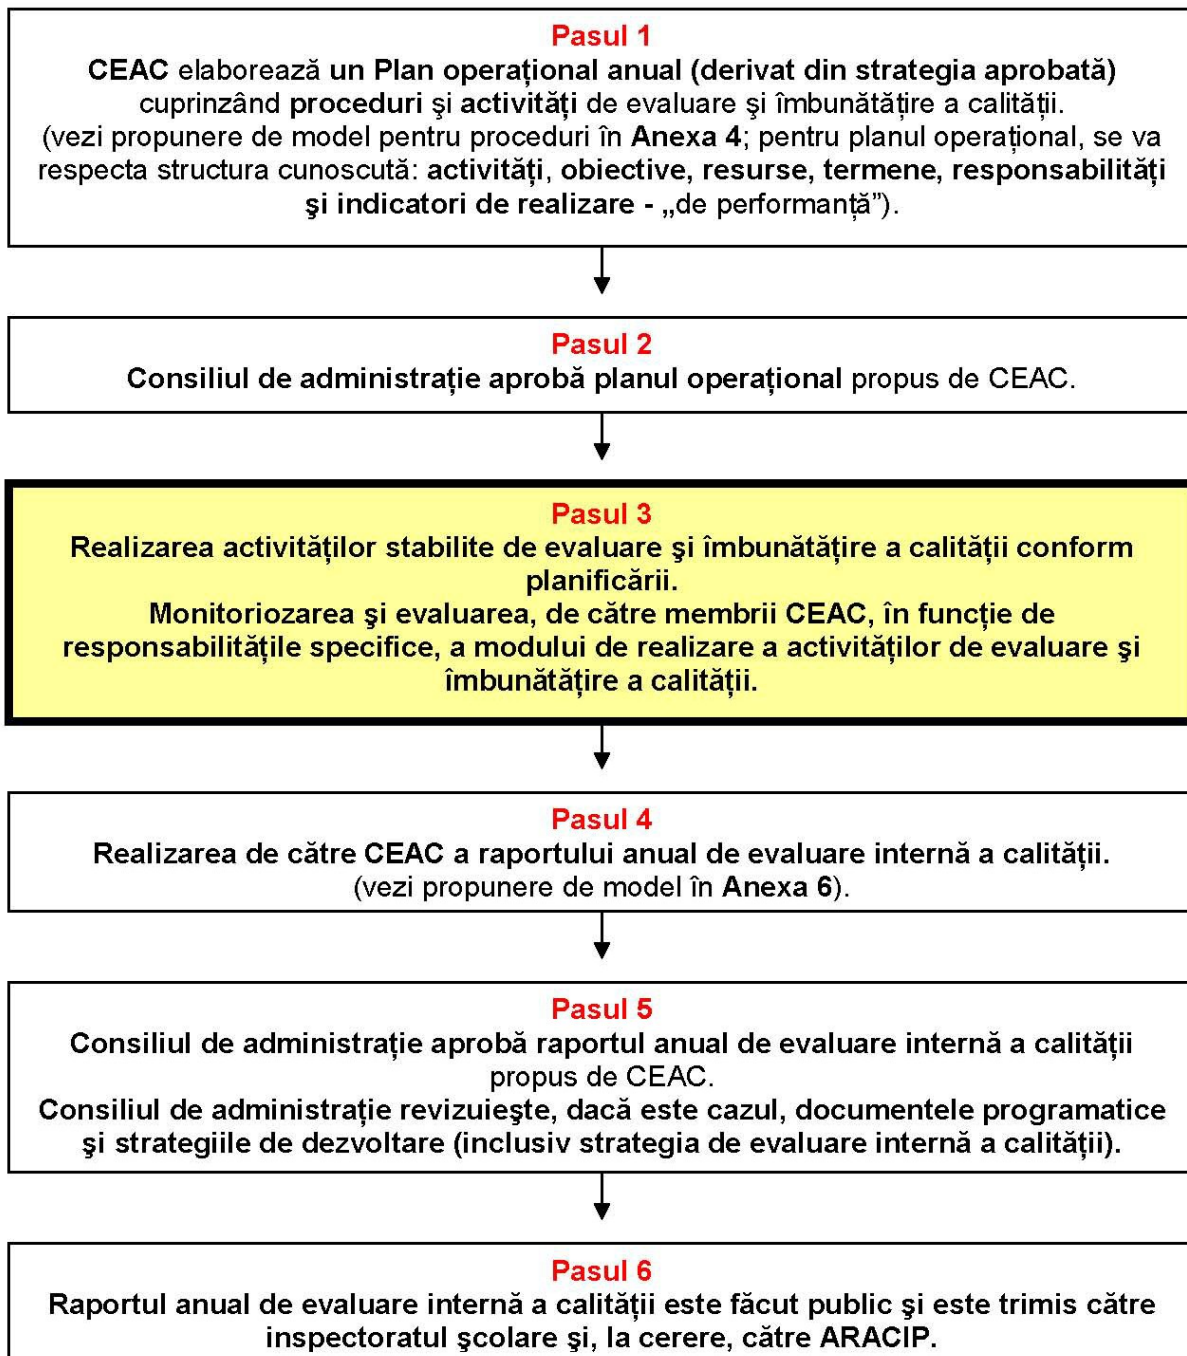 Pasul 1
CEAC elaborează un Plan operațional anual (derivat din strategia aprobată)
cuprinzând proceduri şi activități de evaluare şi îmbunătățire a calității.
(vezi propunere de model pentru proceduri în Anexa 4; pentru planul operațional, se va
respecta structura cunoscută: activități, obiective, resurse, termene, responsabilități
şi indicatori de realizare - „de performanță”).
Pasul 2
Consiliul de administrație aprobă planul operațional propus de CEAC.
Pasul 3
Realizarea activităților stabilite de evaluare şi îmbunătățire a calității conform
planificării.
Monitoriozarea şi evaluarea, de către membrii CEAC, în funcție de
responsabilitățile specifice, a modului de realizare a activităților de evaluare şi
îmbunătățire a calității.
Pasul 4
Realizarea de către CEAC a raportului anual de evaluare internă a calității.
(vezi propunere de model în Anexa 6).
Pasul 5
Consiliul de administrație aprobă raportul anual de evaluare internă a calității
propus de CEAC.
Consiliul de administrație revizuieşte, dacă este cazul, documentele programatice
şi strategiile de dezvoltare (inclusiv strategia de evaluare internă a calității).
Pasul 6
Raportul anual de evaluare internă a calității este făcut public şi este trimis către
inspectoratul şcolare şi, la cerere, către ARACIP.